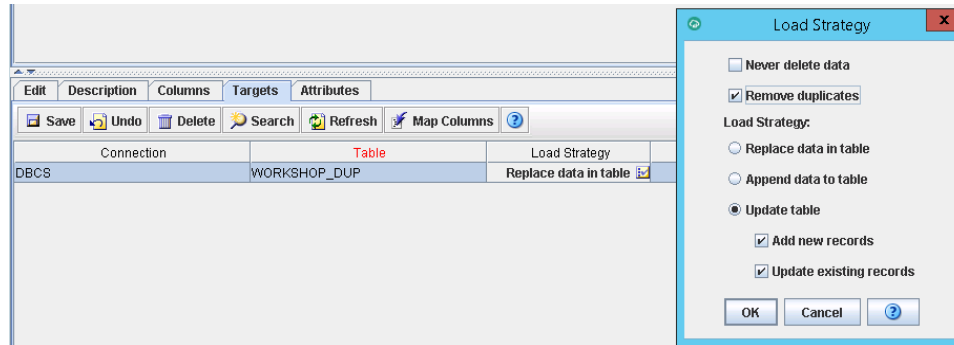 Edit Description Columns Targets Attributes
Save Undo Delete Search Refresh Map Columns ?
Connection Table Load Strategy
DBCS WORKSHOP_DUP Replace data in table
Load Strategy x
Never delete data
Remove duplicates
Load Strategy:
Replace data in table
Append data to table
Update table
Add new records
Update existing records
OK Cancel ?